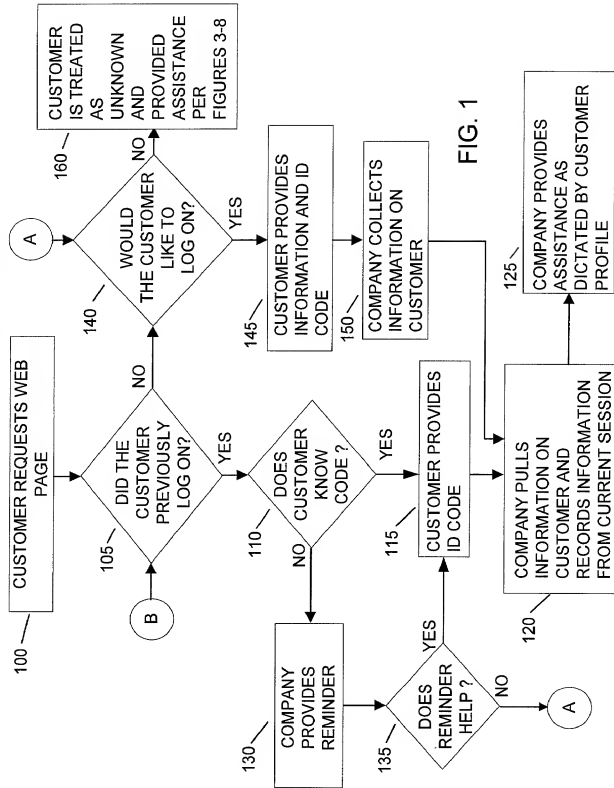 100
CUSTOMER REQUESTS WEB
PAGE
B
105
DID THE
CUSTOMER
PREVIOUSLY
LOG ON?
NO
YES
A
140
WOULD
THE CUSTOMER
LIKE TO
LOG ON?
NO
YES
160
CUSTOMER
IS TREATED
AS
UNKNOWN
AND
PROVIDED
ASSISTANCE
PER
FIGURES 3-8
110
DOES
CUSTOMER
KNOW
CODE ?
NO
YES
145
CUSTOMER PROVIDES
INFORMATION AND ID
CODE
150
COMPANY COLLECTS
INFORMATION ON
CUSTOMER
130
COMPANY
PROVIDES
REMINDER
115
CUSTOMER PROVIDES
ID CODE
135
DOES
REMINDER
HELP ?
YES
NO
A
120
COMPANY PULLS
INFORMATION ON
CUSTOMER AND
RECORDS INFORMATION
FROM CURRENT SESSION
125
COMPANY PROVIDES
ASSISTANCE AS
DICTATED BY CUSTOMER
PROFILE
FIG. 1